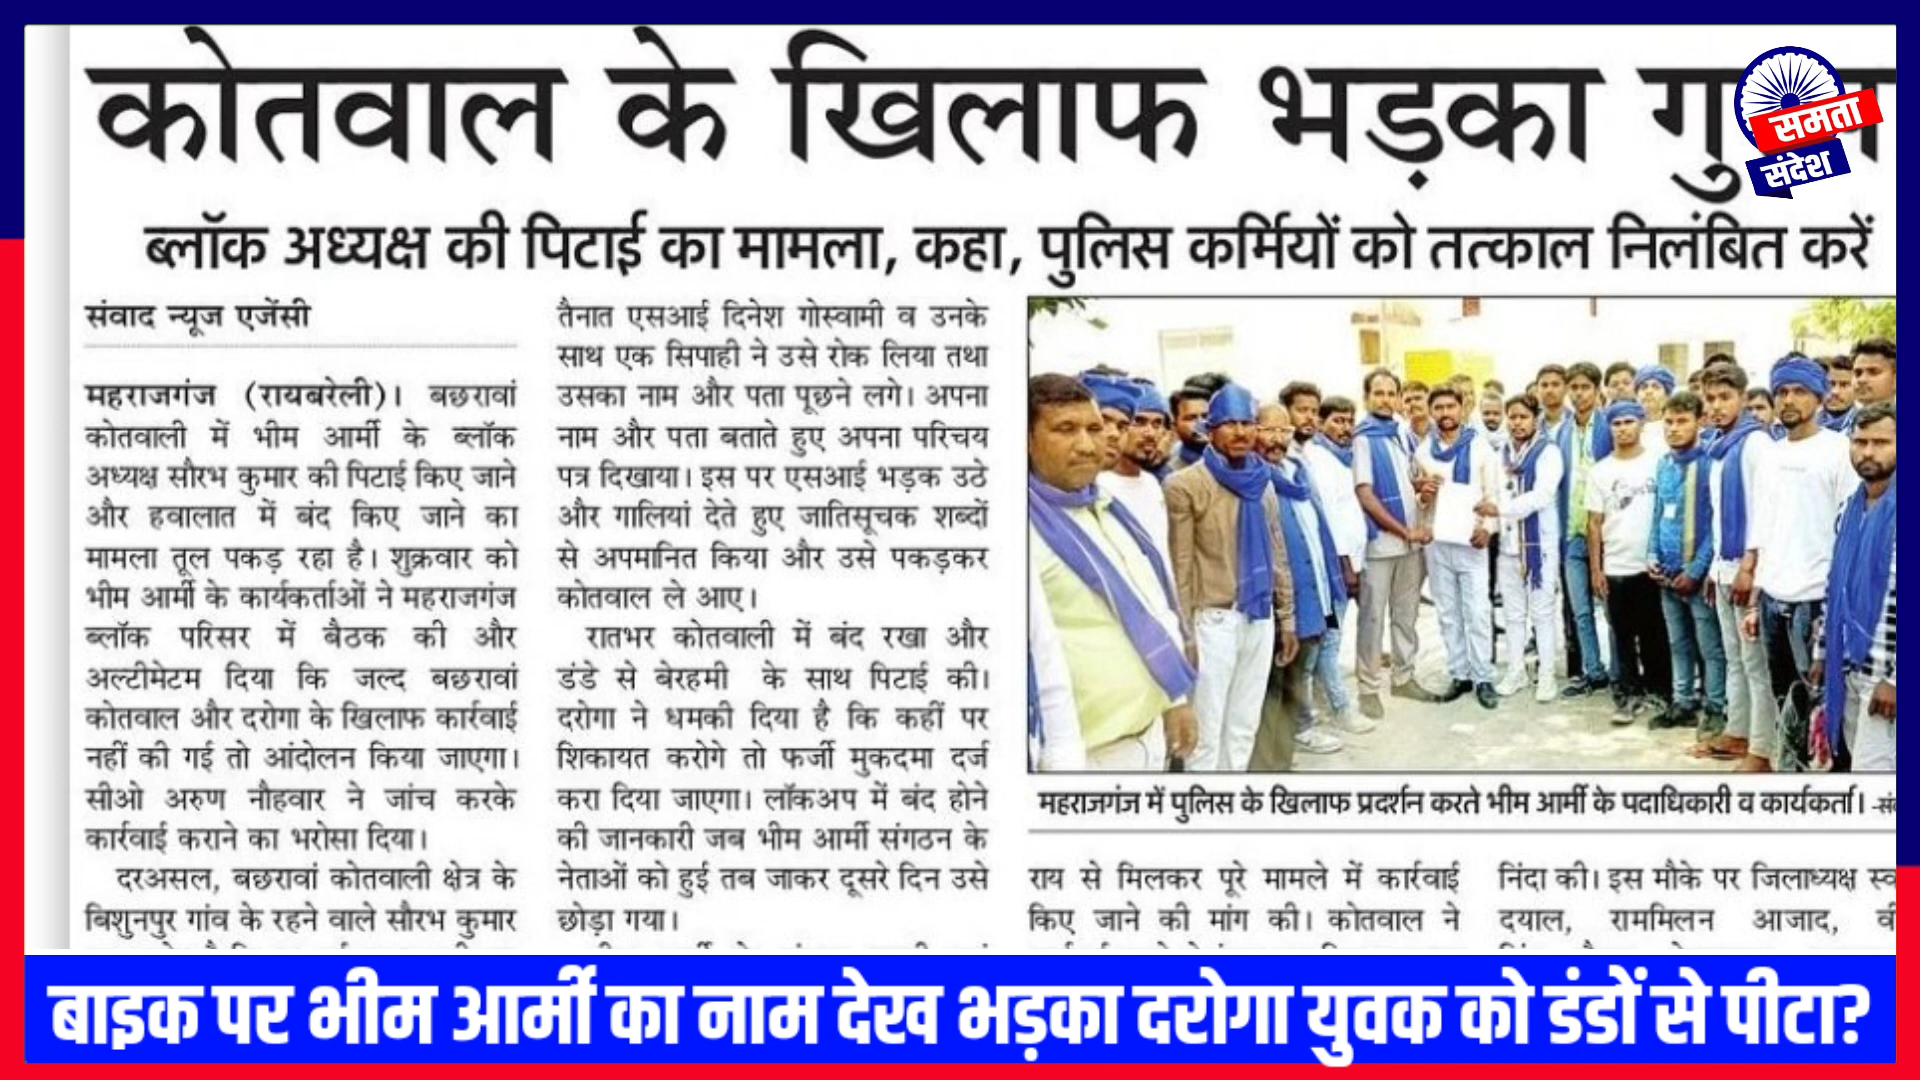 कोतवाल के खिलाफ भड़का
समता
संदेश
ब्लॉक अध्यक्ष की पिटाई का मामला, कहा, पुलिस कर्मियों को तत्काल निलंबित करें
संवाद न्यूज एजेंसी
महराजगंज (रायबरेली)। बछरावां
कोतवाली में भीम आर्मी के ब्लॉक
अध्यक्ष सौरभ कुमार की पिटाई किए जाने
और हवालात में बंद किए जाने का
मामला तूल पकड़ रहा है। शुक्रवार को
भीम आर्मी के कार्यकर्ताओं ने महराजगंज
ब्लॉक परिसर में बैठक की और
अल्टीमेटम दिया कि जल्द बछरावां
कोतवाल और दरोगा के खिलाफ कार्रवाई
नहीं की गई तो आंदोलन किया जाएगा।
सीओ अरुण नौहवार ने जांच करके
कार्रवाई कराने का भरोसा दिया।
दरअसल, बछरावां कोतवाली क्षेत्र के
बिशुनपुर गांव के रहने वाले सौरभ कुमार
तैनात एसआई दिनेश गोस्वामी व उनके
साथ एक सिपाही ने उसे रोक लिया तथा
उसका नाम और पता पूछने लगे। अपना
नाम और पता बताते हुए अपना परिचय
पत्र दिखाया। इस पर एसआई भड़क उठे
और गालियां देते हुए जातिसूचक शब्दों
से अपमानित किया और उसे पकड़कर
कोतवाल ले आए।
रातभर कोतवाली में बंद रखा और
डंडे से बेरहमी के साथ पिटाई की।
दरोगा ने धमकी दिया है कि कहीं पर
शिकायत करोगे तो फर्जी मुकदमा दर्ज
करा दिया जाएगा। लॉकअप में बंद होने
की जानकारी जब भीम आर्मी संगठन के
नेताओं को हुई तब जाकर दूसरे दिन उसे
छोड़ा गया।
महराजगंज में पुलिस के खिलाफ प्रदर्शन करते भीम आर्मी के पदाधिकारी व कार्यकर्ता।
राय से मिलकर पूरे मामले में कार्रवाई
किए जाने की मांग की। कोतवाल ने
निंदा की। इस मौके पर जिलाध्यक्ष
दयाल, राममिलन आजाद,
बाइक पर भीम आर्मी का नाम देख भड़का दरोगा युवक को डंडों से पीटा?